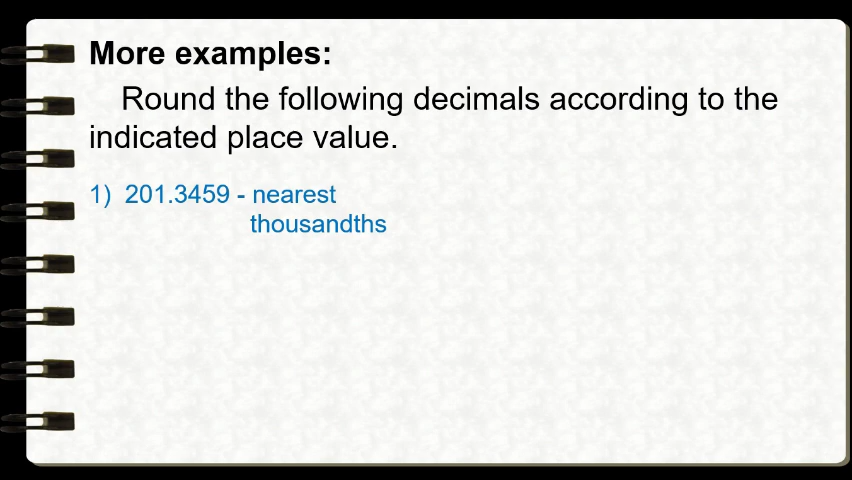 More examples:
Round the following decimals according to the
indicated place value.
1) 201.3459 - nearest
thousandths